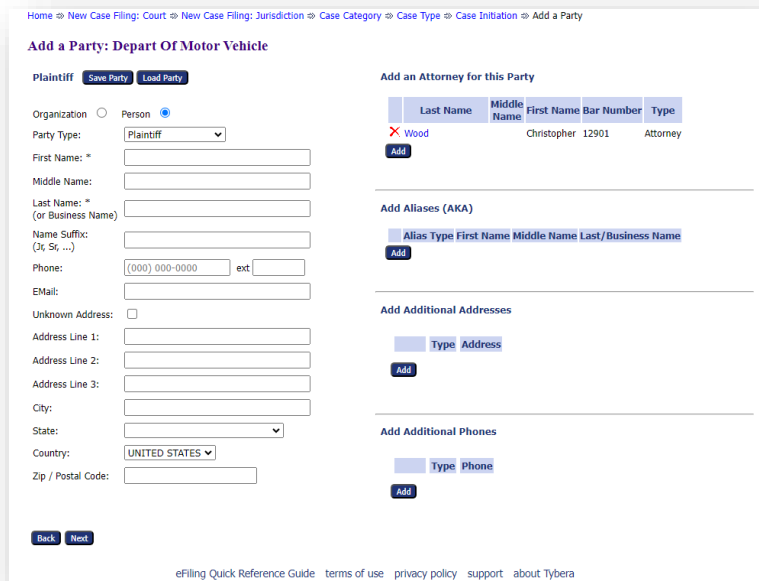 Home ⇨ New Case Filing: Court ⇨ New Case Filing: Jurisdiction ⇨ Case Category ⇨ Case Type ⇨ Case Initiation ⇨ Add a Party
Add a Party: Depart Of Motor Vehicle
Plaintiff Save Party Load Party
Organization Person
Party Type: Plaintiff
First Name: *
Middle Name:
Last Name: *
(or Business Name)
Name Suffix:
(Jr, Sr, ...)
Phone: (000) 000-0000 ext
EMail:
Unknown Address:
Address Line 1:
Address Line 2:
Address Line 3:
City:
State:
Country: UNITED STATES
Zip / Postal Code:
Back Next
Add an Attorney for this Party
Last Name Middle Name First Name Bar Number Type
Wood Christopher 12901 Attorney
Add
Add Aliases (AKA)
Alias Type First Name Middle Name Last/Business Name
Add
Add Additional Addresses
Type Address
Add
Add Additional Phones
Type Phone
Add
eFiling Quick Reference Guide terms of use privacy policy support about Tybera